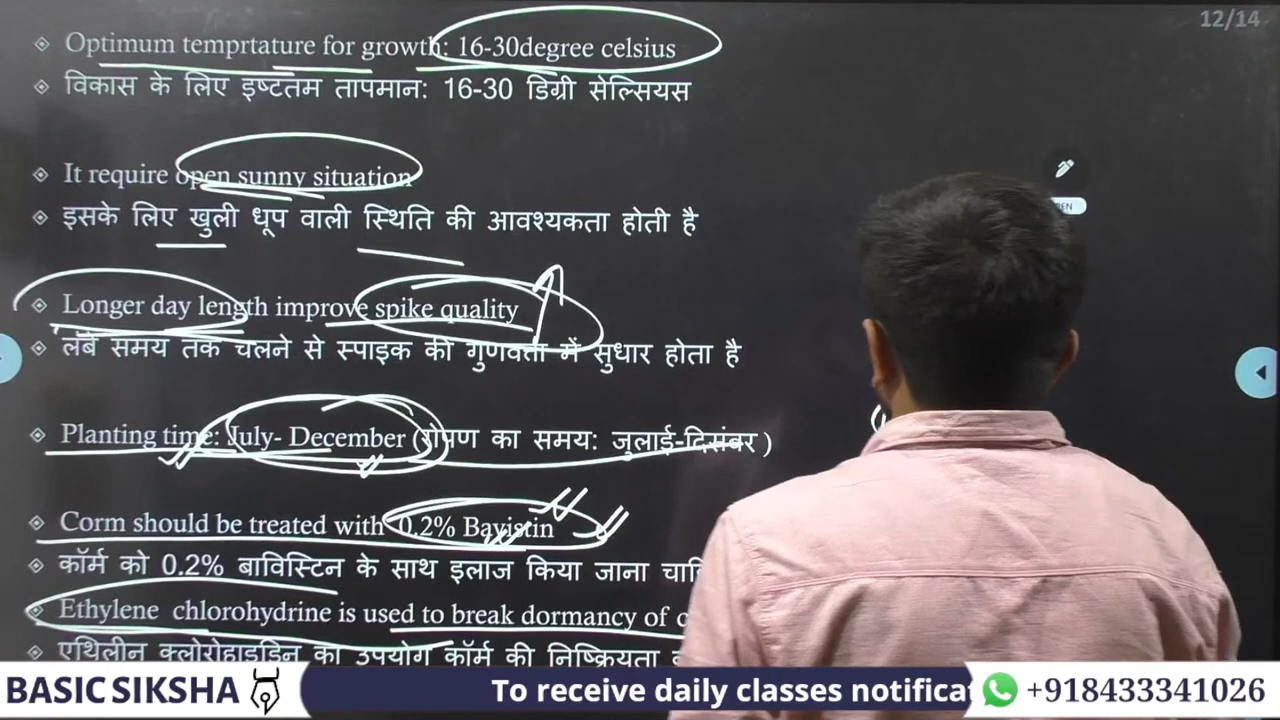 12/14
Optimum temprtature for growth: 16-30degree celsius
विकास के लिए इष्टतम तापमान: 16-30 डिग्री सेल्सियस
It require open sunny situation
इसके लिए खुली धूप वाली स्थिति की आवश्यकता होती है
Longer day length improve spike quality
लंबे समय तक चलने से स्पाइक की गुणवत्ता में सुधार होता है
Planting time: July- December (रोपण का समय: जुलाई-दिसंबर )
Corm should be treated with 0.2% Bavistin
कॉर्म को 0.2% बाविस्टिन के साथ इलाज किया जाना
Ethylene chlorohydrine is used to break dormancy of
एथिलीन क्लोरोहाइड्रिन का उपयोग कॉर्म की निष्क्रियता
BASIC SIKSHA To receive daily classes +918433341026